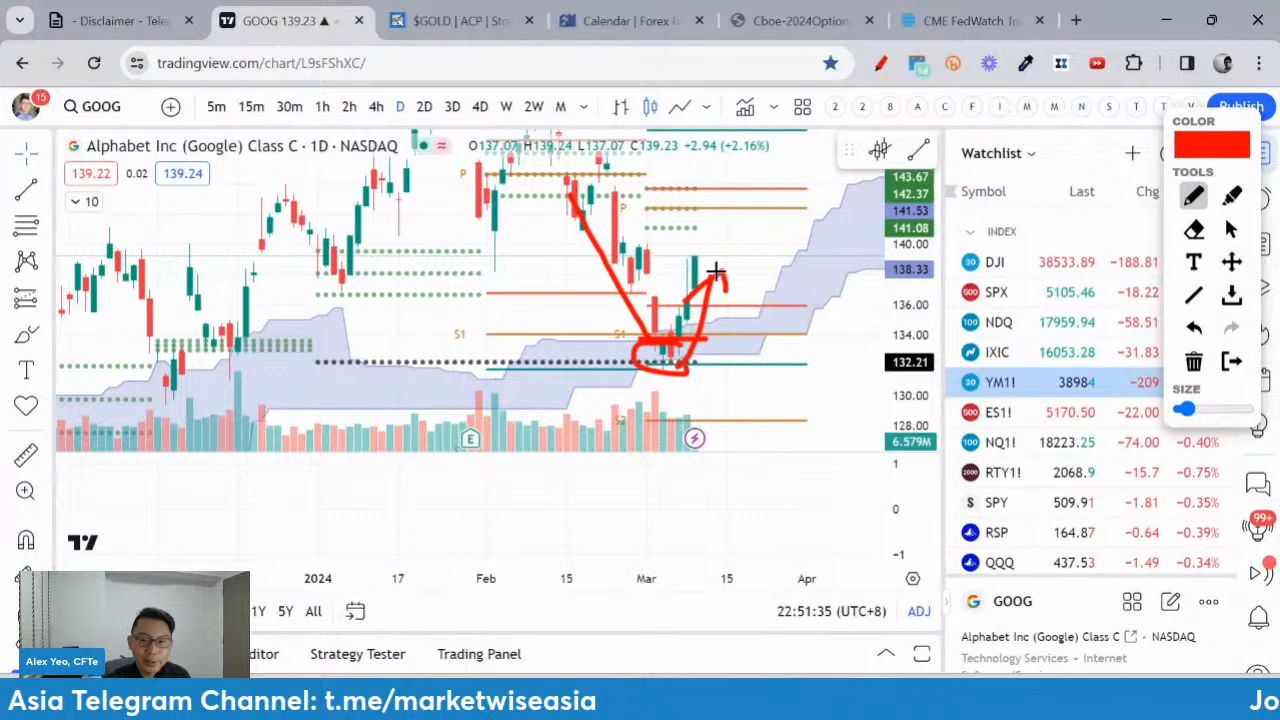 - Disclaimer - Teleg
GOOG 139.23 ▲ +
$GOLD | ACP | Sto
Calendar | Forex
Cboe-2024Option
CME FedWatch To
tradingview.com/chart/L9sFShXC/
15
GOOG
5m 15m 30m 1h 2h 4h D 2D 3D 4D W 2W M
2 2 8 A C F I M M N S T
Publish
COLOR
TOOLS
SIZE
Alphabet Inc (Google) Class C · 1D · NASDAQ
O137.07 H139.24 L137.07 C139.23 +2.94 (+2.16%)
139.22 0.02 139.24
10
P
P
S1
S1
S2
E
143.67
142.37
141.53
141.08
140.00
138.33
136.00
134.00
132.21
130.00
128.00
6.579M
1
0
−1
2024 17 Feb 15 Mar 15 Apr
1Y 5Y All
22:51:35 (UTC+8) ADJ
Strategy Tester Trading Panel
Watchlist
Symbol Last Chg
INDEX
DJI 38533.89 −188.81
SPX 5105.46 −18.22
NDQ 17959.94 −58.51
IXIC 16053.28 −31.83
YM1! 38984 −209
ES1! 5170.50 −22.00
NQ1! 18223.25 −74.00 −0.40%
RTY1! 2068.9 −15.7 −0.75%
SPY 509.91 −1.81 −0.35%
RSP 164.87 −0.64 −0.39%
QQQ 437.53 −1.49 −0.34%
99+
GOOG
Alphabet Inc (Google) Class C · NASDAQ
Technology Services • Internet
Alex Yeo, CFTe
Asia Telegram Channel: t.me/marketwiseasia
Jo